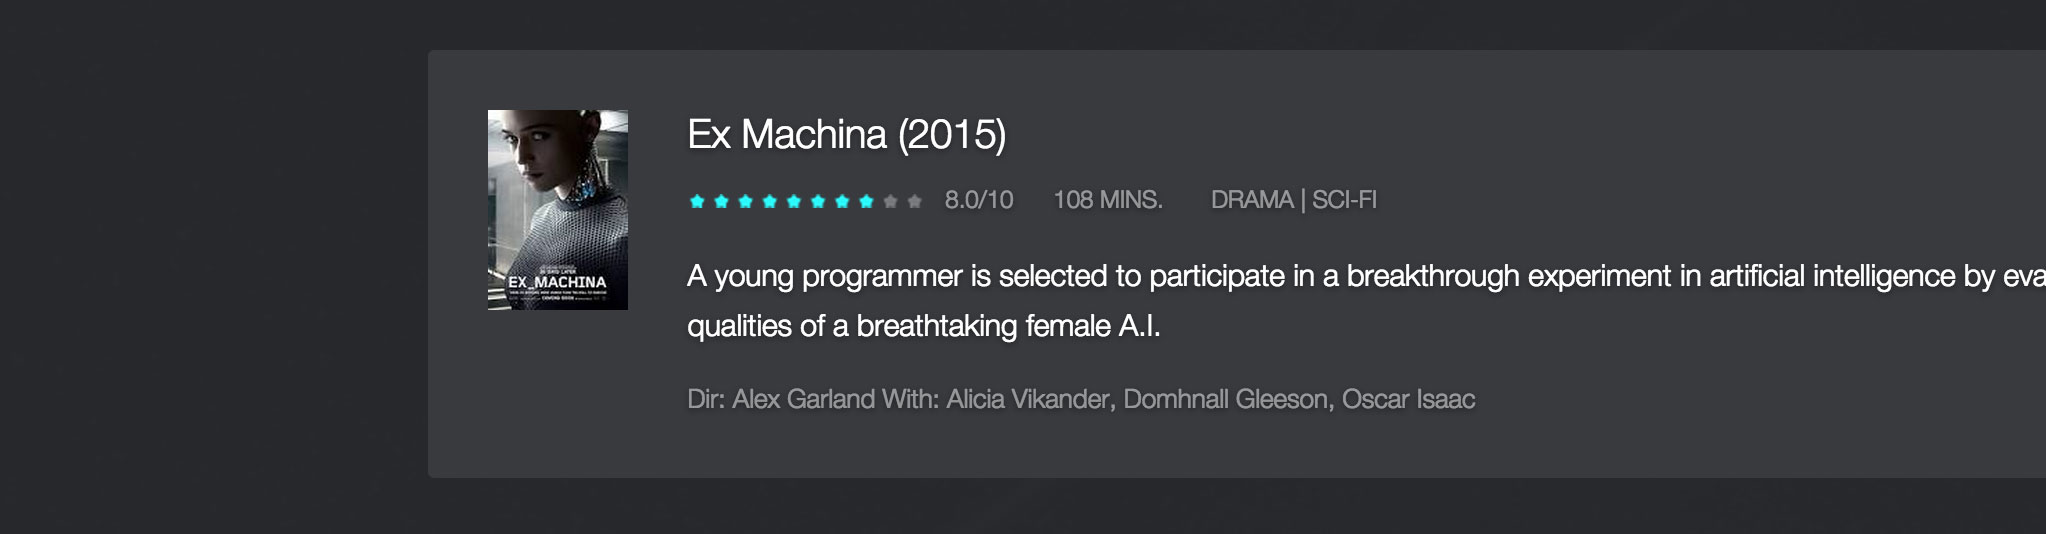 Ex Machina (2015)
8.0/10 108 MINS. DRAMA | SCI-FI
A young programmer is selected to participate in a breakthrough experiment in artificial intelligence by eva
qualities of a breathtaking female A.I.
Dir: Alex Garland With: Alicia Vikander, Domhnall Gleeson, Oscar Isaac
EX_MACHINA